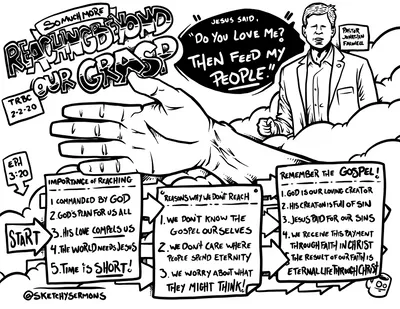 SO MUCH MORE
REACHING BEYOND
OUR GRASP
TRBC
2-2-20
JESUS SAID,
"DO YOU LOVE ME?
THEN FEED MY
PEOPLE."
PASTOR
JONATHAN
FALWELL
EPH
3:20
START
IMPORTANCE OF REACHING
1 COMMANDED BY GOD
2. GOD'S PLAN FOR US ALL
3. HIS LOVE COMPELS US
4. THE WORLD NEEDS JESUS
5. TIME IS SHORT!
REASONS WHY WE DON'T REACH
1. WE DON'T KNOW THE
GOSPEL OURSELVES
2. WE DON'T CARE WHERE
PEOPLE SPEND ETERNITY
3. WE WORRY ABOUT WHAT
THEY MIGHT THINK!
REMEMBER THE GOSPEL!
1. GOD IS OUR LOVING CREATOR
2. HIS CREATION IS FULL OF SIN
3. JESUS PAID FOR OUR SINS
4. WE RECEIVE THIS PAYMENT
THROUGH FAITH IN CHRIST
THE RESULT OF OUR FAITH IS
ETERNAL LIFE THROUGH CHRIST
@SKETCHYSERMONS